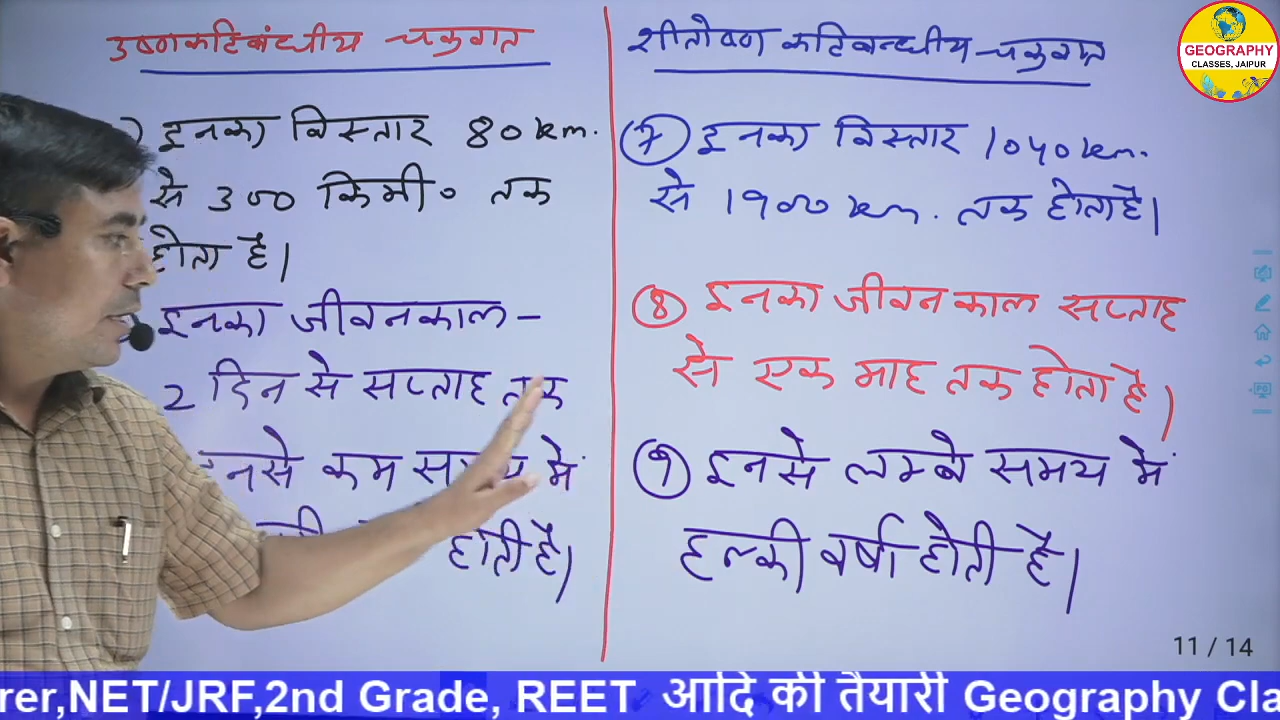 उष्णकटिबंधीय चक्रवात
इनका विस्तार 80 km.
से 300 किमी० तक
होता है।
इनका जीवनकाल –
2 दिन से सप्ताह तक
इनसे कम समय में
होती है।
शीतोष्ण कटिबन्धीय चक्रवात
⑦ इनका विस्तार 1040 km.
से 1900 km. तक होता है।
⑧ इनका जीवन काल सप्ताह
से एक माह तक होता है।
⑨ इनसे लम्बे समय में
हल्की वर्षा होती है।
GEOGRAPHY
CLASSES, JAIPUR
11 / 14
rer,NET/JRF,2nd Grade, REET आदि की तैयारी Geography Cla